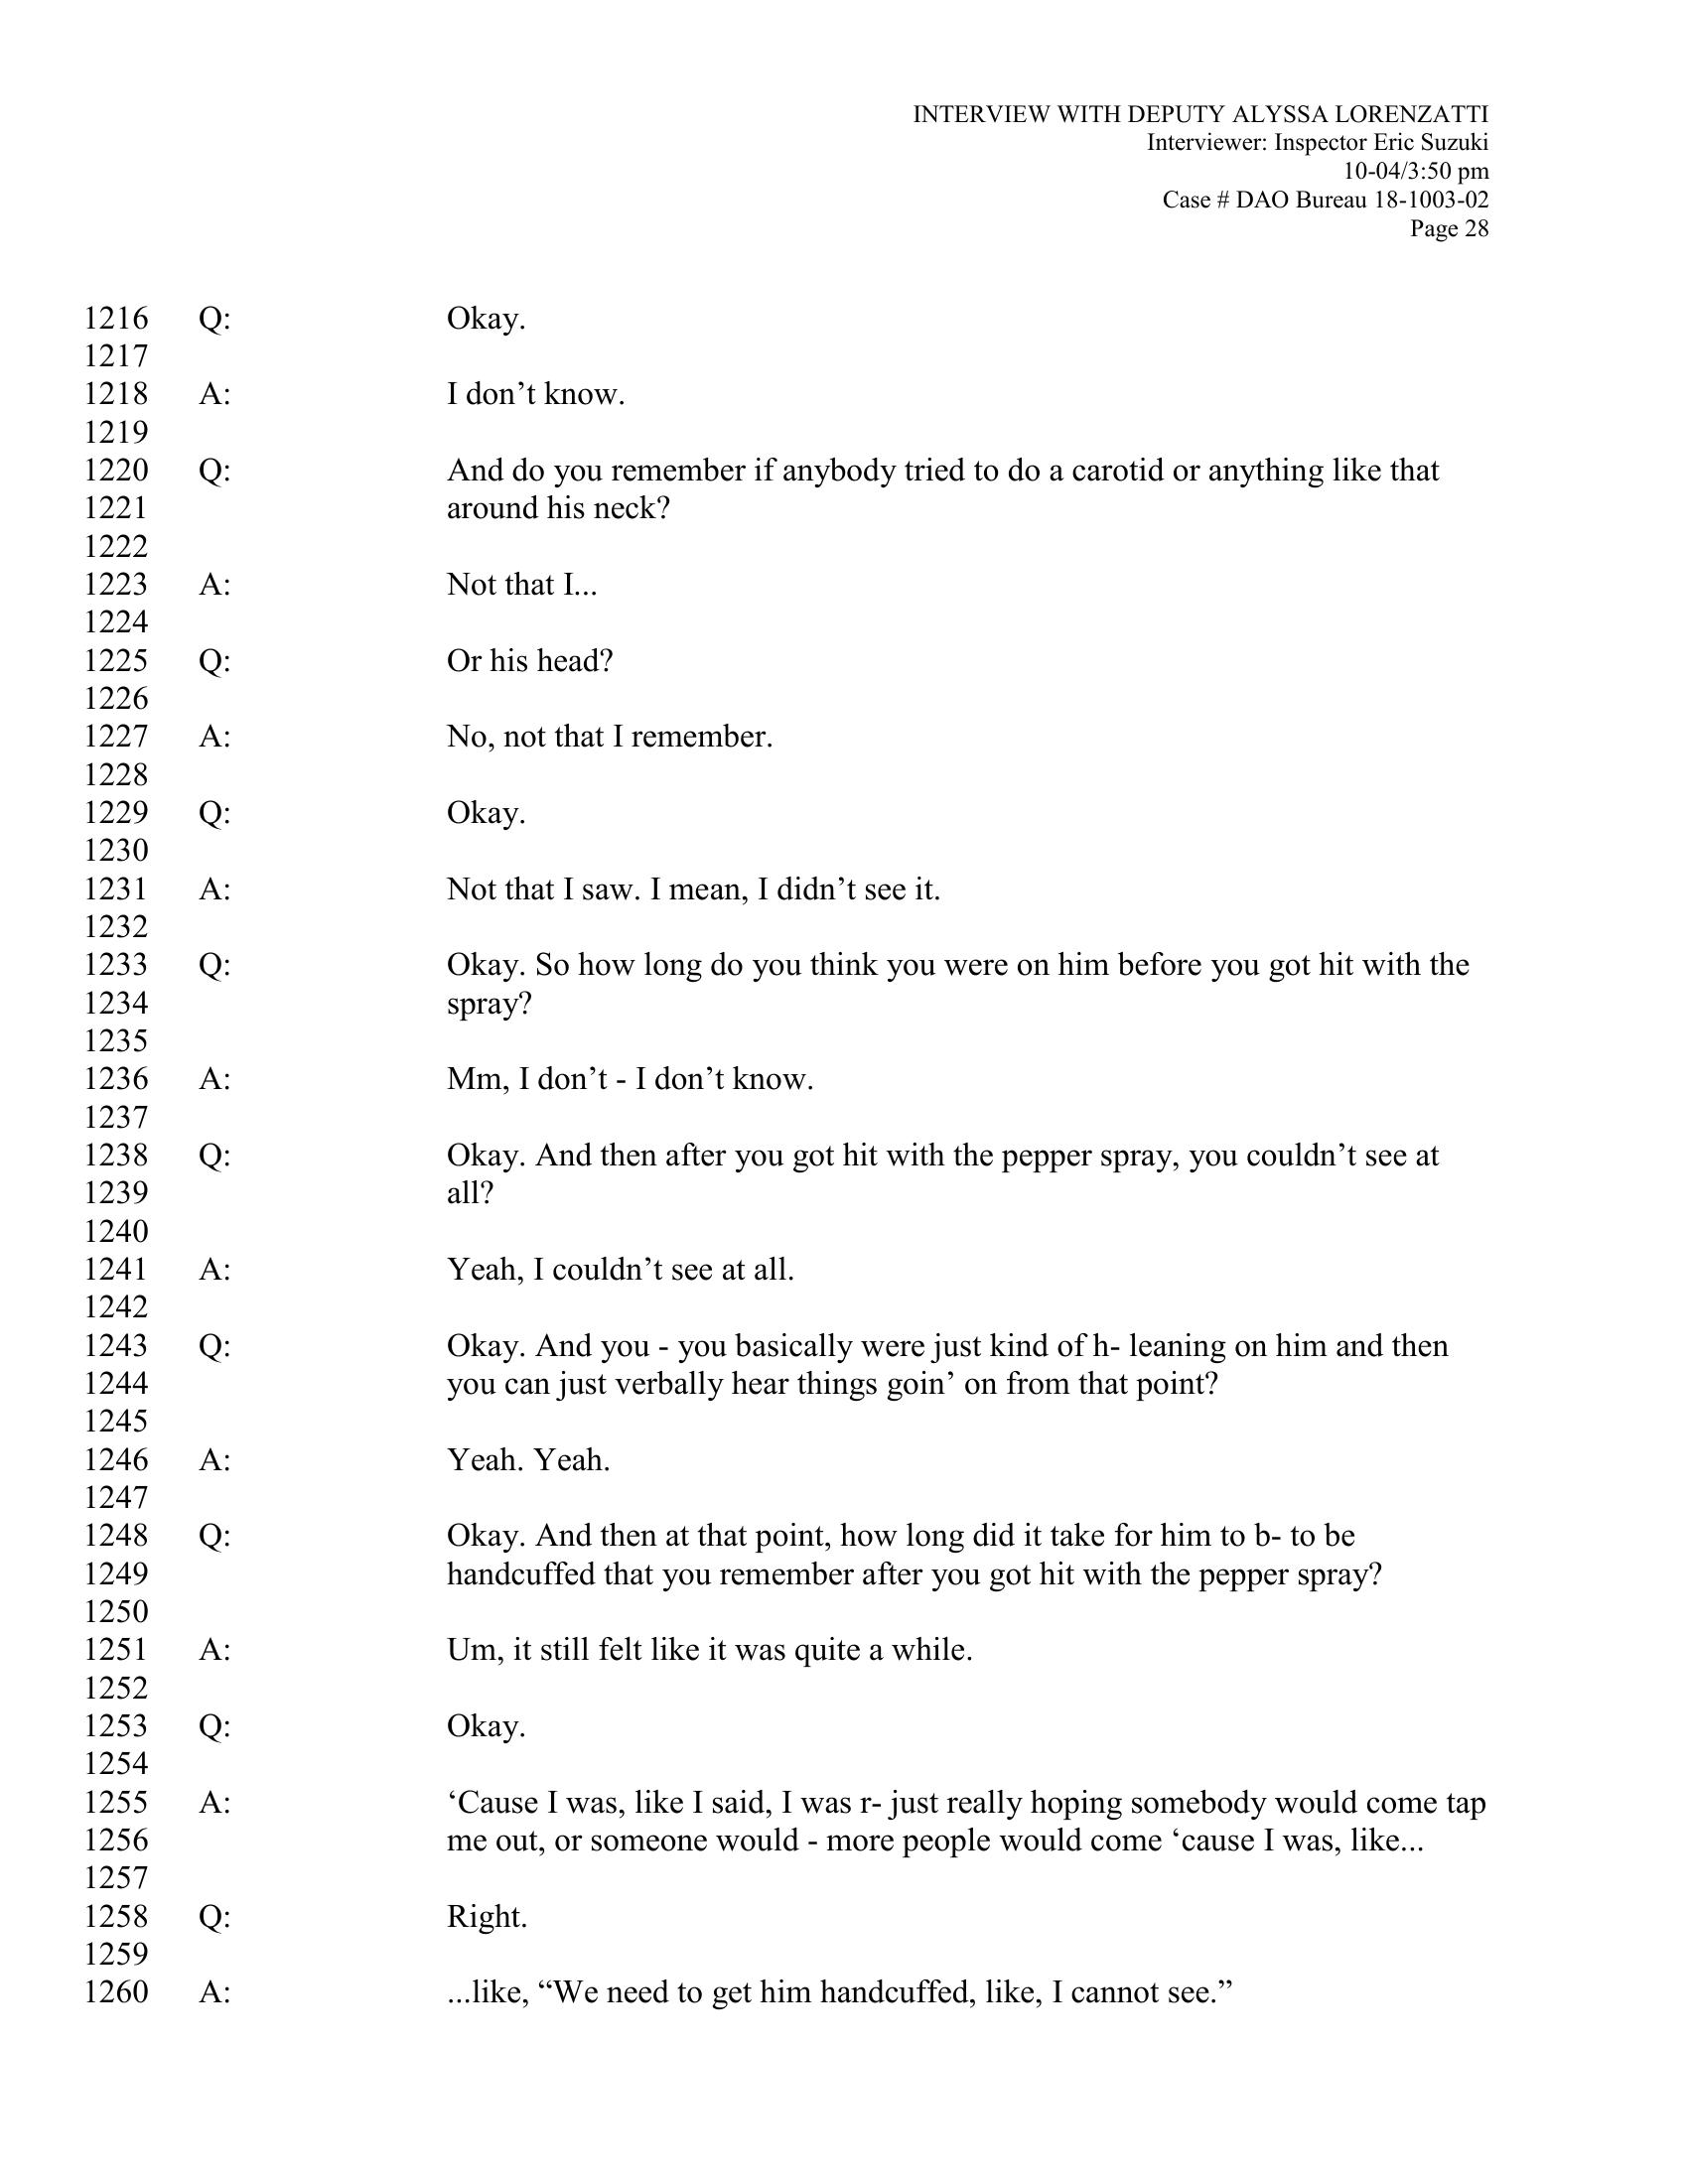 INTERVIEW WITH DEPUTY ALYSSA LORENZATTI
Interviewer: Inspector Eric Suzuki
10-04/3:50 pm
Case # DAO Bureau 18-1003-02
Page 28
1216 Q: Okay.
1217
1218 A: I don’t know.
1219
1220 Q: And do you remember if anybody tried to do a carotid or anything like that
1221 around his neck?
1222
1223 A: Not that I...
1224
1225 Q: Or his head?
1226
1227 A: No, not that I remember.
1228
1229 Q: Okay.
1230
1231 A: Not that I saw. I mean, I didn’t see it.
1232
1233 Q: Okay. So how long do you think you were on him before you got hit with the
1234 spray?
1235
1236 A: Mm, I don’t - I don’t know.
1237
1238 Q: Okay. And then after you got hit with the pepper spray, you couldn’t see at
1239 all?
1240
1241 A: Yeah, I couldn’t see at all.
1242
1243 Q: Okay. And you - you basically were just kind of h- leaning on him and then
1244 you can just verbally hear things goin’ on from that point?
1245
1246 A: Yeah. Yeah.
1247
1248 Q: Okay. And then at that point, how long did it take for him to b- to be
1249 handcuffed that you remember after you got hit with the pepper spray?
1250
1251 A: Um, it still felt like it was quite a while.
1252
1253 Q: Okay.
1254
1255 A: ‘Cause I was, like I said, I was r- just really hoping somebody would come tap
1256 me out, or someone would - more people would come ‘cause I was, like...
1257
1258 Q: Right.
1259
1260 A: ...like, “We need to get him handcuffed, like, I cannot see.”